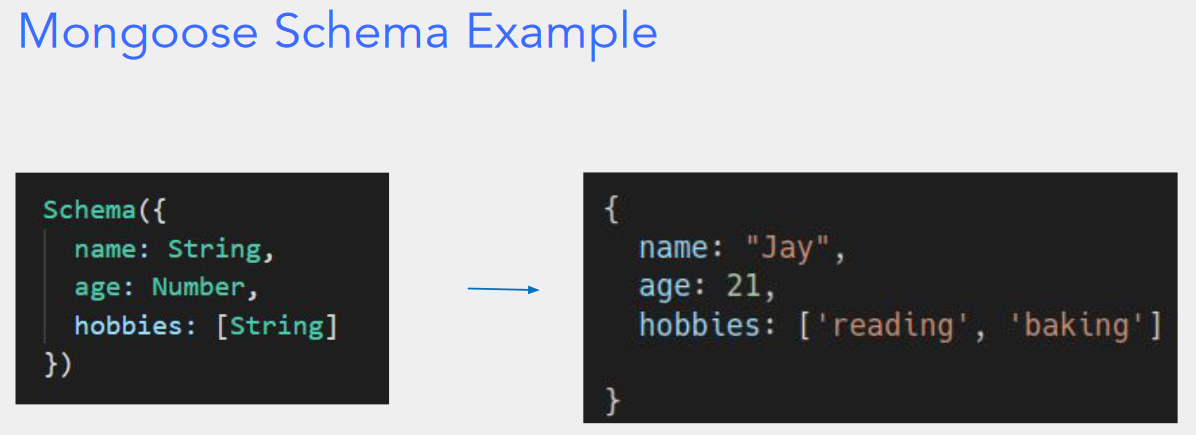 Mongoose Schema Example
Schema({
name: String,
age: Number,
hobbies: [String]
})
{
name: "Jay",
age: 21,
hobbies: ['reading', 'baking']
}